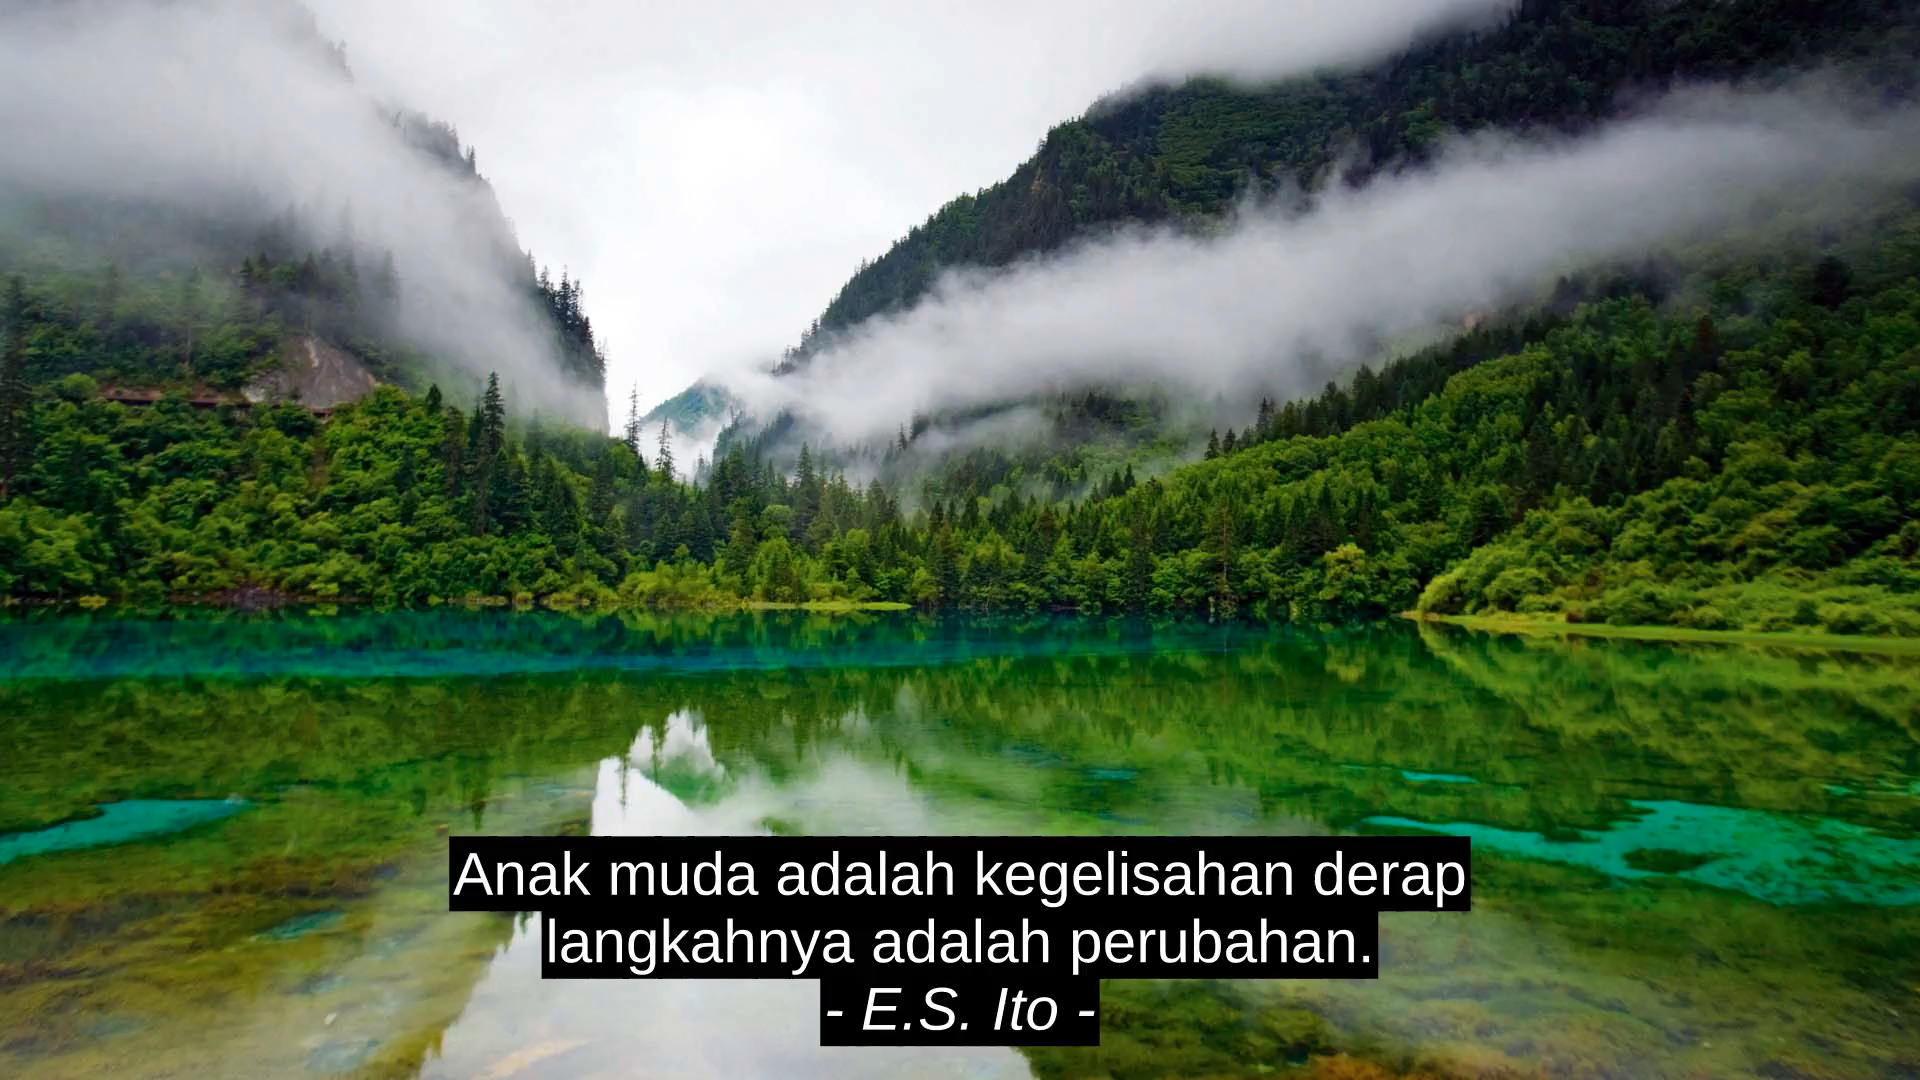 Anak muda adalah kegelisahan derap
langkahnya adalah perubahan.
- E.S. Ito -